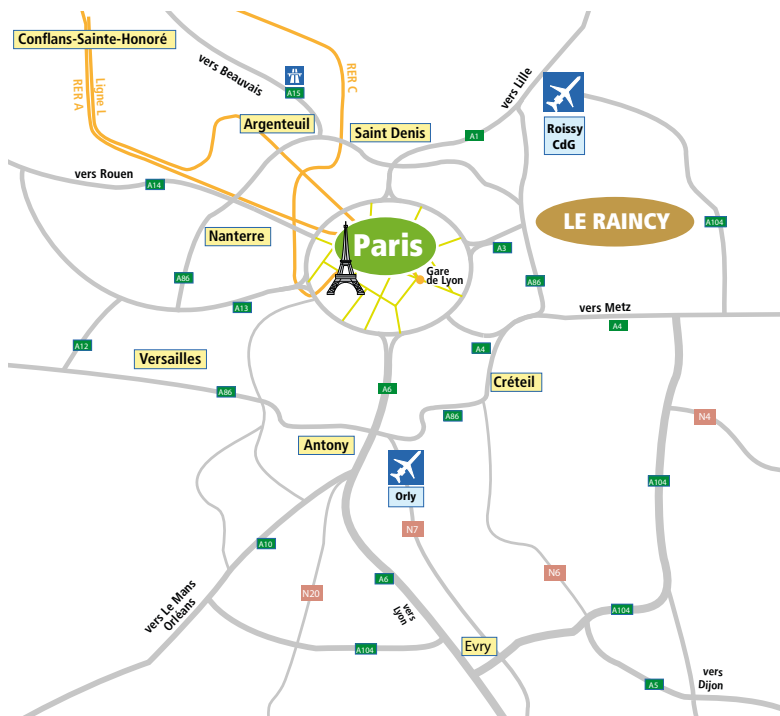 Conflans-Sainte-Honoré
vers Beauvais
A15
RER C
Ligne L
RER A
Argenteuil
Saint Denis
A1
vers Lille
Roissy
CdG
vers Rouen
A14
LE RAINCY
A104
Nanterre
Paris
A3
Gare
de Lyon
A86
A86
A13
vers Metz
A4
A12
Versailles
A4
A6
Créteil
A86
A86
N4
Antony
Orly
A104
N7
A10
A6
N6
N20
vers Le Mans
Orléans
vers
Lyon
A104
Evry
A104
vers
Dijon
A5